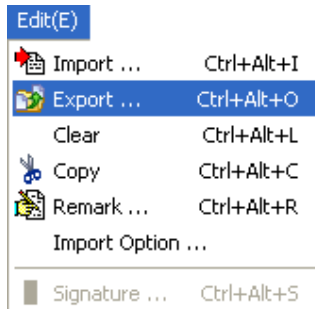 Edit(E)
Import ... Ctrl+Alt+I
Export ... Ctrl+Alt+O
Clear Ctrl+Alt+L
Copy Ctrl+Alt+C
Remark ... Ctrl+Alt+R
Import Option ...
Signature ... Ctrl+Alt+S